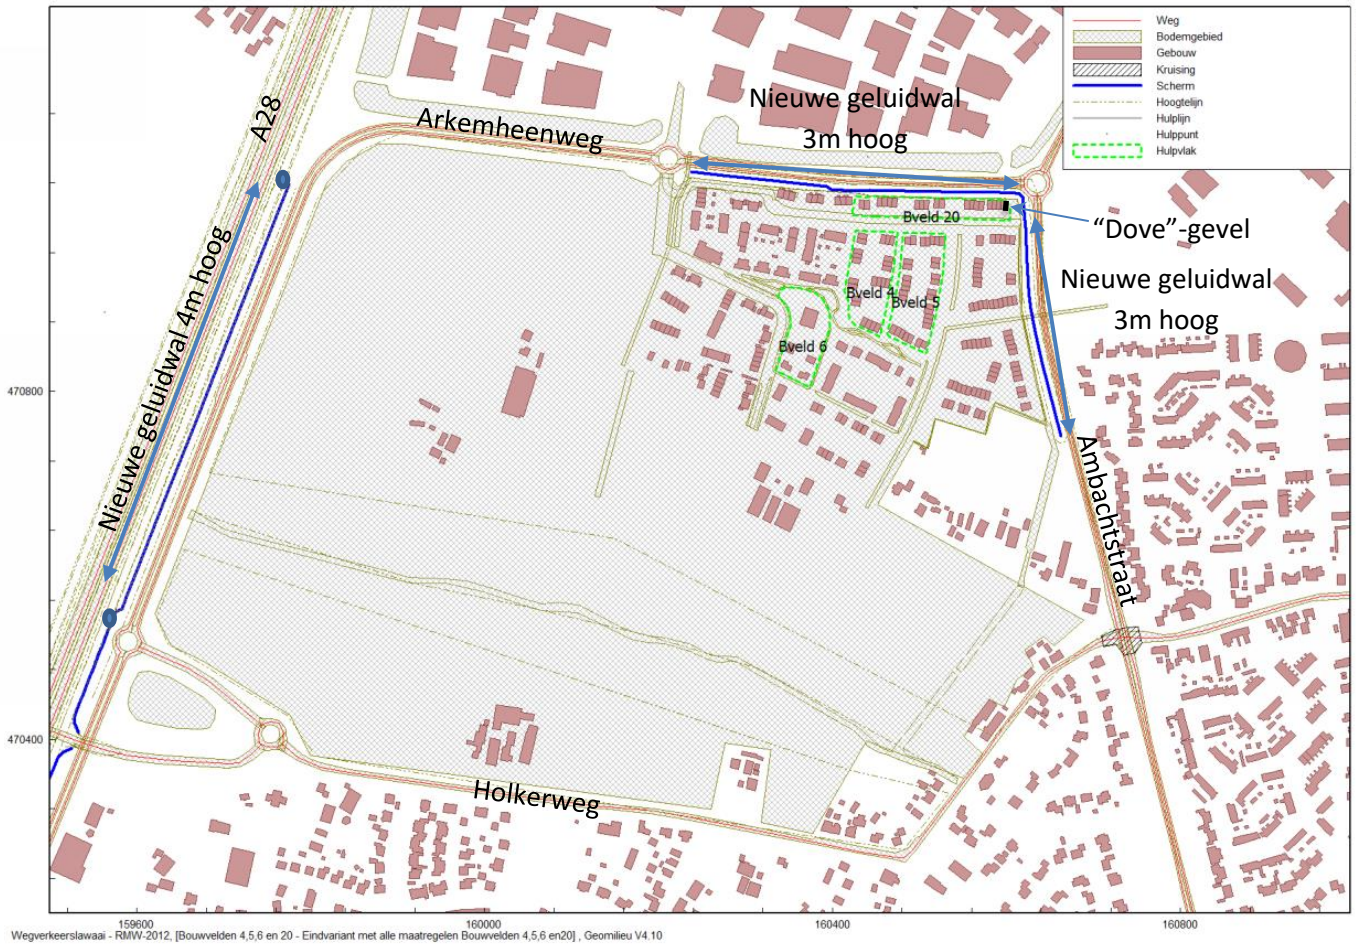 Weg
Bodemgebied
Gebouw
Kruising
Scherm
Hoogtelijn
Hulplijn
Hulppunt
Hulpvlak
A28
Arkemheenweg
Nieuwe geluidwal
3m hoog
Bveld 20
"Dove"-gevel
Nieuwe geluidwal 4m hoog
Nieuwe geluidwal
3m hoog
Bveld 4
Bveld 5
Bveld 6
470800
Ambachtstraat
470400
Holkerweg
159600
160000
160400
160800
Wegverkeerslawaai - RMW-2012, [Bouwvelden 4,5,6 en 20 - Eindvariant met alle maatregelen Bouwvelden 4,5,6 en20] , Geomilieu V4.10